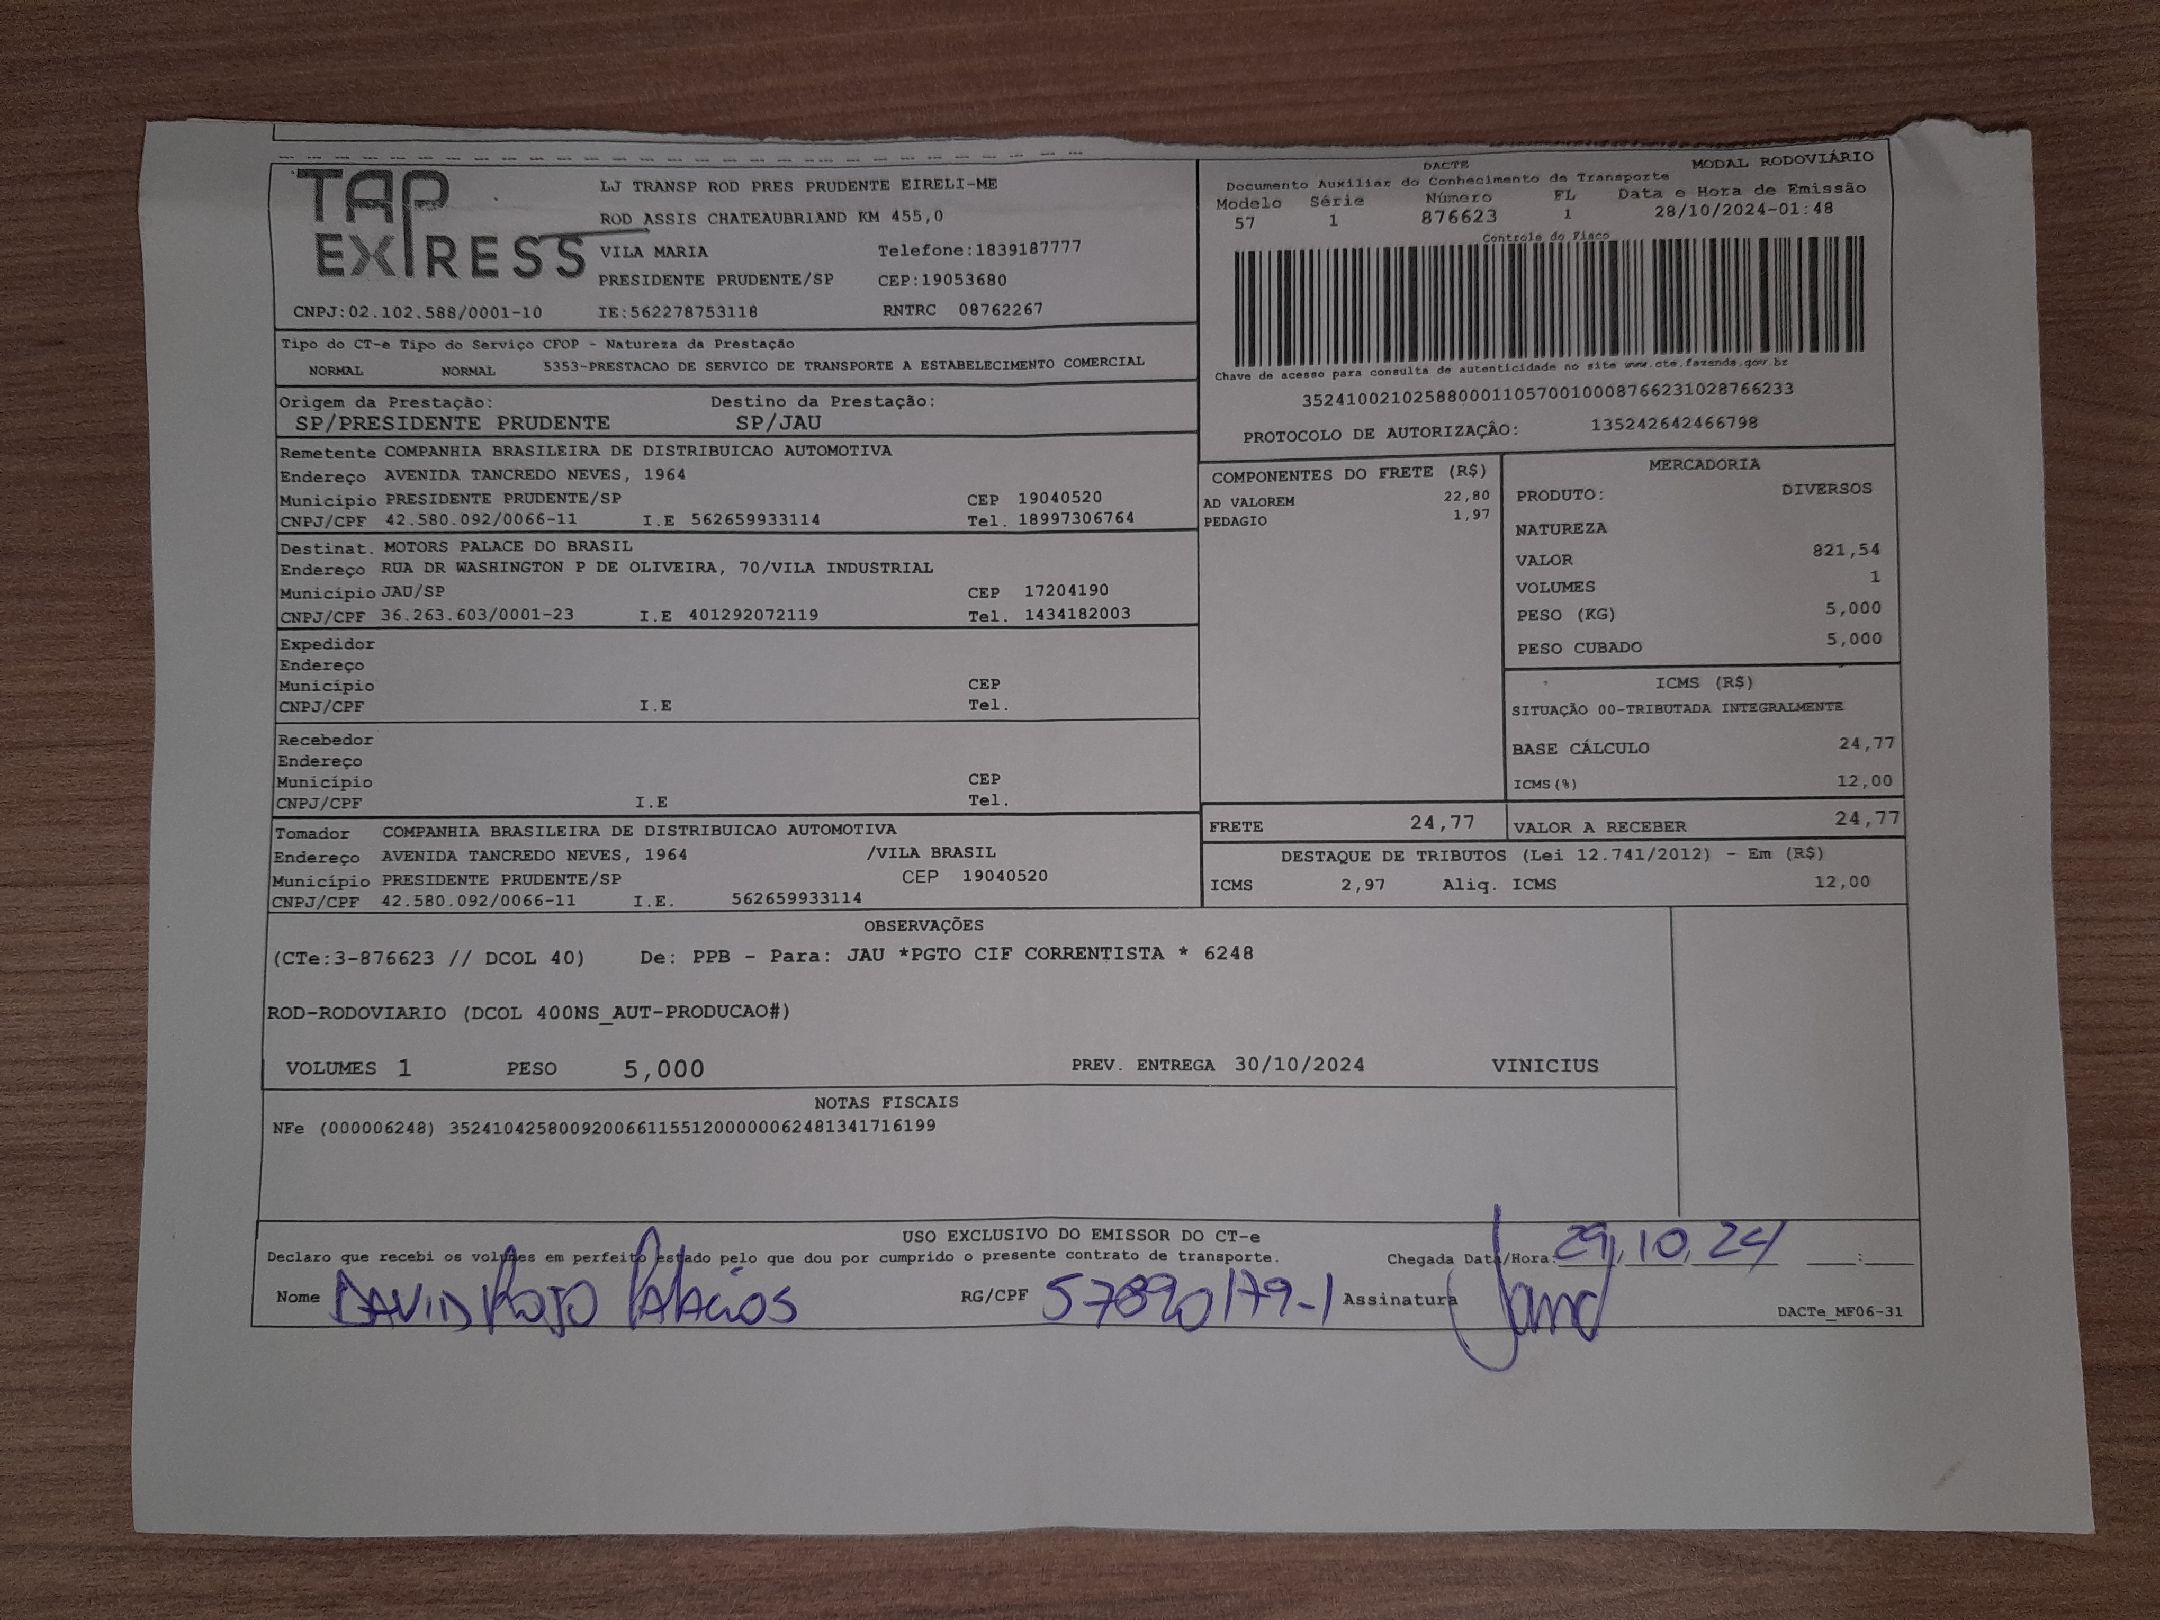 TAP EXPRESS
LJ TRANSP ROD PRES PRUDENTE EIRELI-ME
ROD ASSIS CHATEAUBRIAND KM 455,0
VILA MARIA Telefone:1839187777
PRESIDENTE PRUDENTE/SP CEP:19053680
CNPJ:02.102.588/0001-10 IE:562278753118 RNTRC 08762267
DACTE MODAL RODOVIÁRIO
Documento Auxiliar do Conhecimento de Transporte
Modelo Série Número FL Data e Hora de Emissão
57 1 876623 1 28/10/2024-01:48
Controle do Fisco
Chave de acesso para consulta de autenticidade no site www.cte.fazenda.gov.br
35241002102588000110570010008766231028766233
PROTOCOLO DE AUTORIZAÇÂO: 135242642466798
Tipo do CT-e Tipo do Serviço CFOP - Natureza da Prestação
NORMAL NORMAL 5353-PRESTACAO DE SERVICO DE TRANSPORTE A ESTABELECIMENTO COMERCIAL
Origem da Prestação: Destino da Prestação:
SP/PRESIDENTE PRUDENTE SP/JAU
Remetente COMPANHIA BRASILEIRA DE DISTRIBUICAO AUTOMOTIVA
Endereço AVENIDA TANCREDO NEVES, 1964
Município PRESIDENTE PRUDENTE/SP CEP 19040520
CNPJ/CPF 42.580.092/0066-11 I.E 562659933114 Tel. 18997306764
Destinat. MOTORS PALACE DO BRASIL
Endereço RUA DR WASHINGTON P DE OLIVEIRA, 70/VILA INDUSTRIAL
Município JAU/SP CEP 17204190
CNPJ/CPF 36.263.603/0001-23 I.E 401292072119 Tel. 1434182003
Expedidor
Endereço
Município CEP
CNPJ/CPF I.E Tel.
Recebedor
Endereço
Município CEP
CNPJ/CPF I.E Tel.
Tomador COMPANHIA BRASILEIRA DE DISTRIBUICAO AUTOMOTIVA
Endereço AVENIDA TANCREDO NEVES, 1964 /VILA BRASIL
Município PRESIDENTE PRUDENTE/SP CEP 19040520
CNPJ/CPF 42.580.092/0066-11 I.E. 562659933114
COMPONENTES DO FRETE (R$)
AD VALOREM 22,80
PEDAGIO 1,97
MERCADORIA
PRODUTO: DIVERSOS
NATUREZA
VALOR 821,54
VOLUMES 1
PESO (KG) 5,000
PESO CUBADO 5,000
ICMS (R$)
SITUAÇÃO 00-TRIBUTADA INTEGRALMENTE
BASE CÁLCULO 24,77
ICMS(%) 12,00
FRETE 24,77 VALOR A RECEBER 24,77
DESTAQUE DE TRIBUTOS (Lei 12.741/2012) - Em (R$)
ICMS 2,97 Aliq. ICMS 12,00
OBSERVAÇÕES
(CTe:3-876623 // DCOL 40) De: PPB - Para: JAU *PGTO CIF CORRENTISTA * 6248
ROD-RODOVIARIO (DCOL 400NS_AUT-PRODUCAO#)
VOLUMES 1 PESO 5,000 PREV. ENTREGA 30/10/2024 VINICIUS
NOTAS FISCAIS
NFe (000006248) 35241042580092006611551200000062481341716199
USO EXCLUSIVO DO EMISSOR DO CT-e
Declaro que recebi os volumes em perfeito estado pelo que dou por cumprido o presente contrato de transporte. Chegada Data/Hora: 29,10,24 :
Nome DAVID ROJO PALACIOS RG/CPF 57890179-1 Assinatura
DACTe_MF06-31